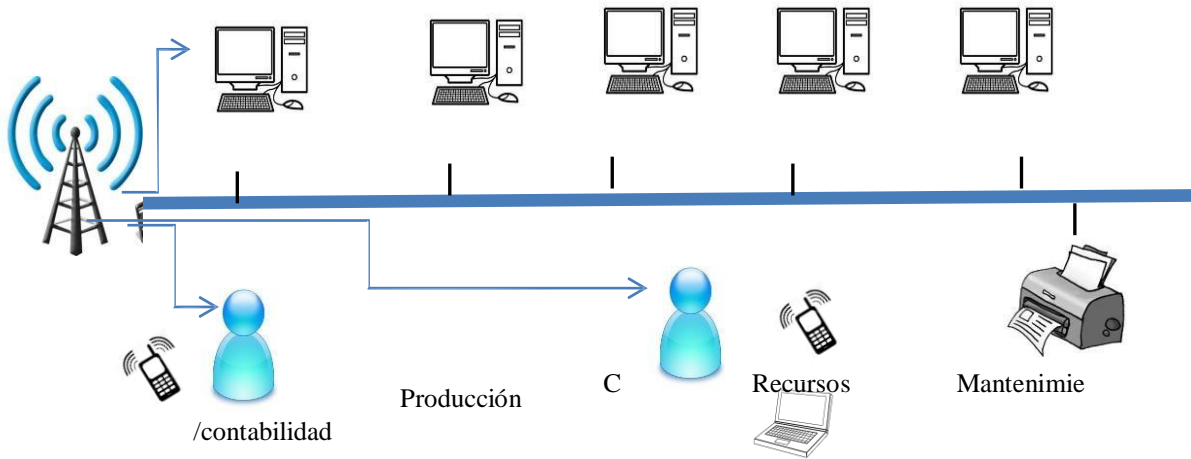 C
Recursos
Mantenimie
Producción
/contabilidad